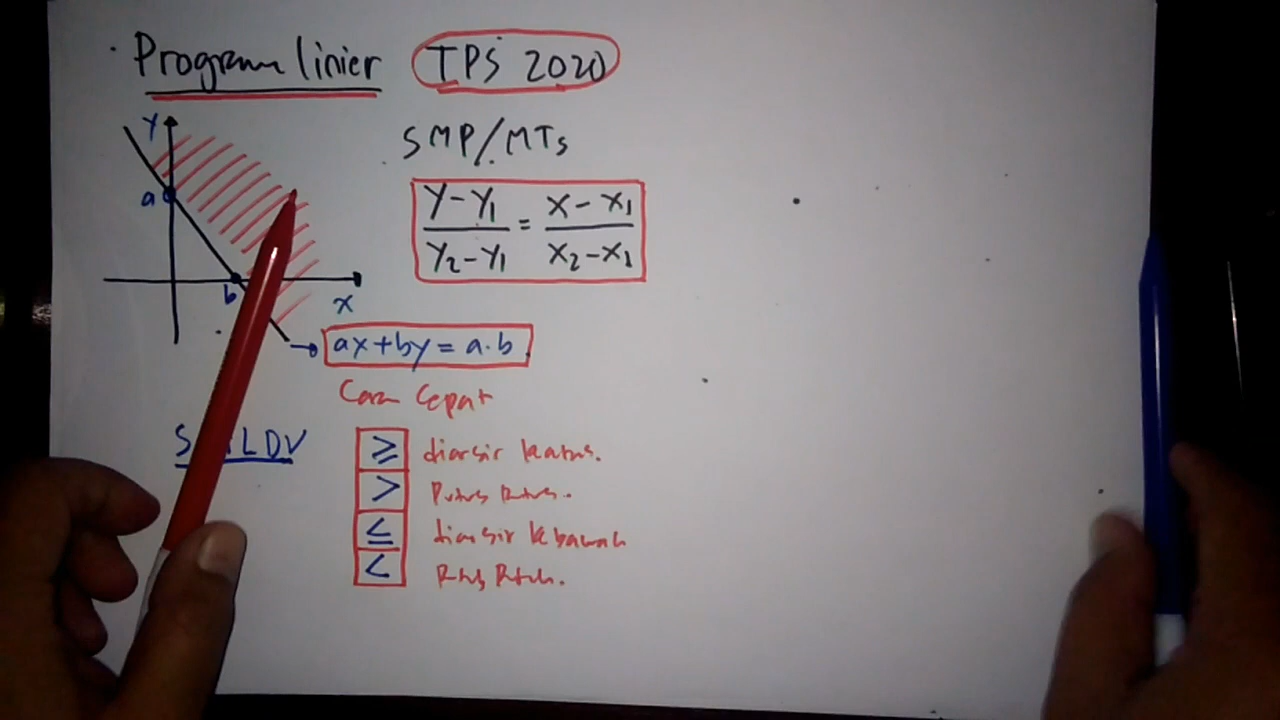 Program linier TPS 2020
SMP/MTs
Y
a
b
X
Y-Y₁ / Y₂-Y₁ = X-X₁ / X₂-X₁
ax+by = a.b
Cara Cepat
≥ diarsir keatas.
> Putus Putus.
≤ diarsir kebawah
< Putus Putus.